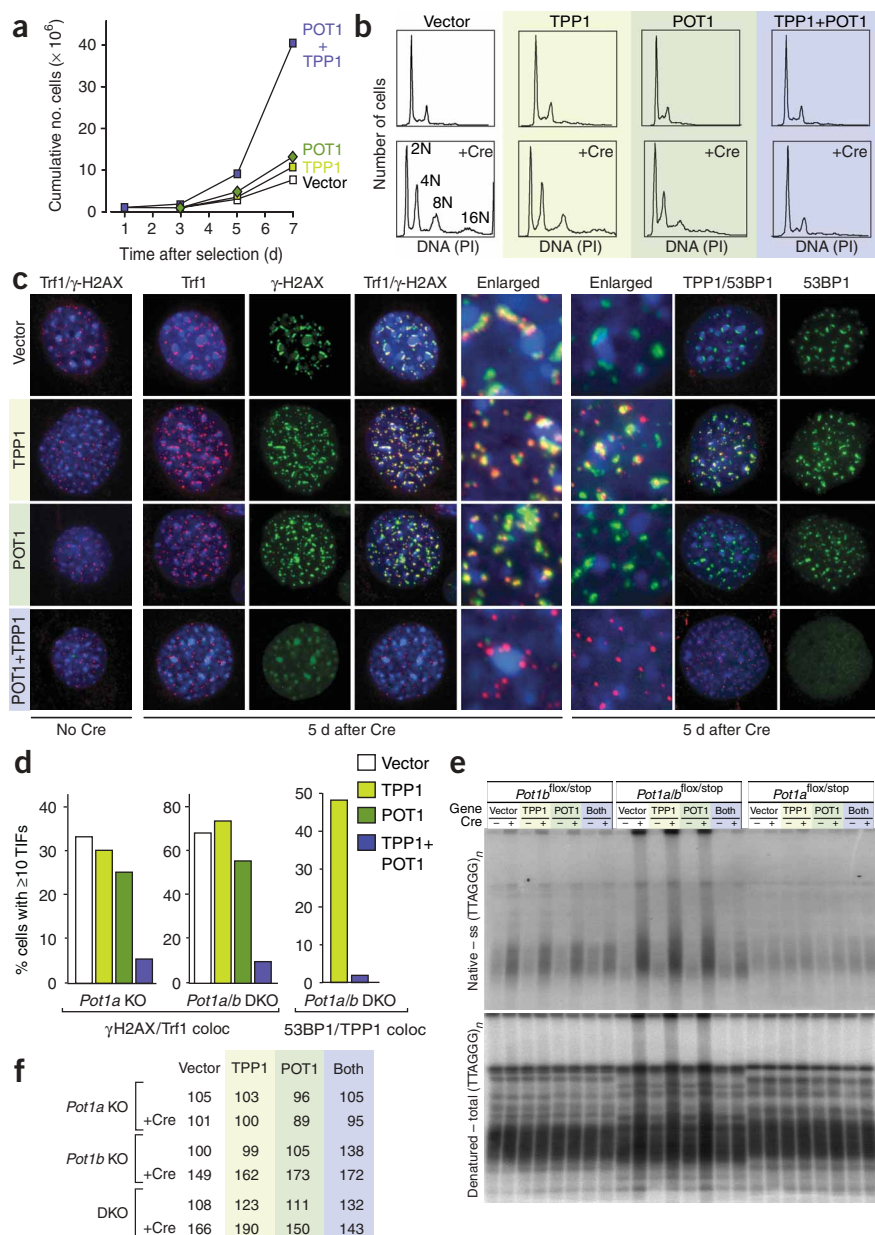 a
Cumulative no. cells (× 10⁶)
40
30
20
10
0
1 3 5 7
Time after selection (d)
POT1
+
TPP1
POT1
TPP1
Vector
b
Vector TPP1 POT1 TPP1+POT1
Number of cells
2N
4N
8N
16N
+Cre +Cre +Cre +Cre
DNA (PI) DNA (PI) DNA (PI) DNA (PI)
c
Trf1/γ-H2AX Trf1 γ-H2AX Trf1/γ-H2AX Enlarged Enlarged TPP1/53BP1 53BP1
Vector
TPP1
POT1
POT1+TPP1
No Cre 5 d after Cre 5 d after Cre
d
Vector
TPP1
POT1
TPP1+
POT1
% cells with ≥10 TIFs
40
30
20
10
0
80
60
40
20
0
50
40
30
20
10
0
Pot1a KO Pot1a/b DKO Pot1a/b DKO
γH2AX/Trf1 coloc 53BP1/TPP1 coloc
e
Pot1b flox/stop Pot1a/b flox/stop Pot1a flox/stop
Gene Vector TPP1 POT1 Both Vector TPP1 POT1 Both Vector TPP1 POT1 Both
Cre – + – + – + – + – + – + – + – + – + – + – + – +
Native – ss (TTAGGG)n
Denatured – total (TTAGGG)n
f
Vector TPP1 POT1 Both
Pot1a KO
105 103 96 105
+Cre 101 100 89 95
Pot1b KO
100 99 105 138
+Cre 149 162 173 172
DKO
108 123 111 132
+Cre 166 190 150 143